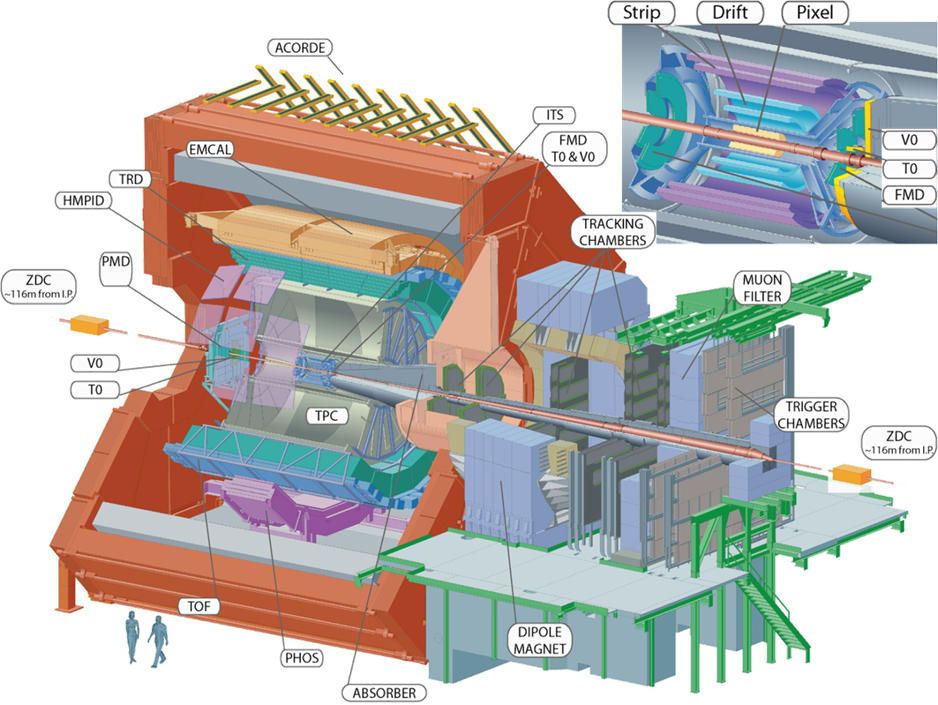 Strip
Drift
Pixel
ACORDE
ITS
EMCAL
FMD
T0 & V0
V0
TRD
T0
HMPID
FMD
TRACKING
CHAMBERS
PMD
ZDC
~116m from I.P.
MUON
FILTER
V0
T0
TPC
TRIGGER
CHAMBERS
ZDC
~116m from I.P.
TOF
DIPOLE
MAGNET
PHOS
ABSORBER